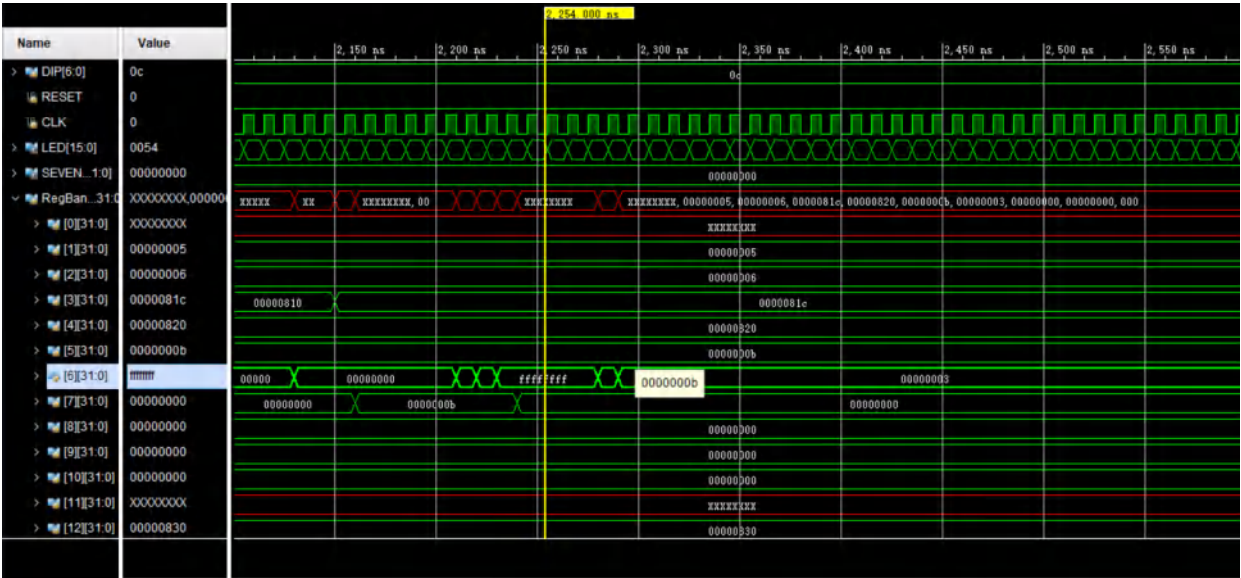 2,254.000 ns
Name Value
2,150 ns 2,200 ns 2,250 ns 2,300 ns 2,350 ns 2,400 ns 2,450 ns 2,500 ns 2,550 ns
DIP[6:0] 0c 0c
RESET 0
CLK 0
LED[15:0] 0054
SEVEN...1:0] 00000000 00000000
RegBan...31:0 XXXXXXXX,00000 XXXXX XX XXXXXXXX,00 XXXXXXXX XXXXXXXX,00000005,00000006,0000081c,00000820,0000000b,00000003,00000000,00000000,000
[0][31:0] XXXXXXXX XXXXXXXX
[1][31:0] 00000005 00000005
[2][31:0] 00000006 00000006
[3][31:0] 0000081c 00000810 0000081c
[4][31:0] 00000820 00000820
[5][31:0] 0000000b 0000000b
[6][31:0] ffffffff 00000 00000000 ffffffff 0000000b 00000003
[7][31:0] 00000000 00000000 0000000b 00000000
[8][31:0] 00000000 00000000
[9][31:0] 00000000 00000000
[10][31:0] 00000000 00000000
[11][31:0] XXXXXXXX XXXXXXXX
[12][31:0] 00000830 00000830